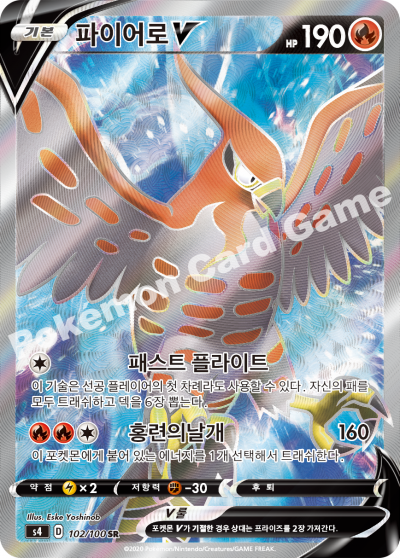 기본 파이어로 V HP 190
Pokémon Card Game
패스트 플라이트
이 기술은 선공 플레이어의 첫 차례라도 사용할 수 있다. 자신의 패를
모두 트래쉬하고 덱을 6장 뽑는다.
홍련의날개 160
이 포켓몬에게 붙어 있는 에너지를 1개 선택해서 트래쉬한다.
약점 ×2 저항력 -30 후퇴
Illus. Eske Yoshinob
s4 D 102/100 SR
V룰
포켓몬 V가 기절한 경우 상대는 프라이즈를 2장 가져간다.
©2020 Pokémon/Nintendo/Creatures/GAME FREAK.